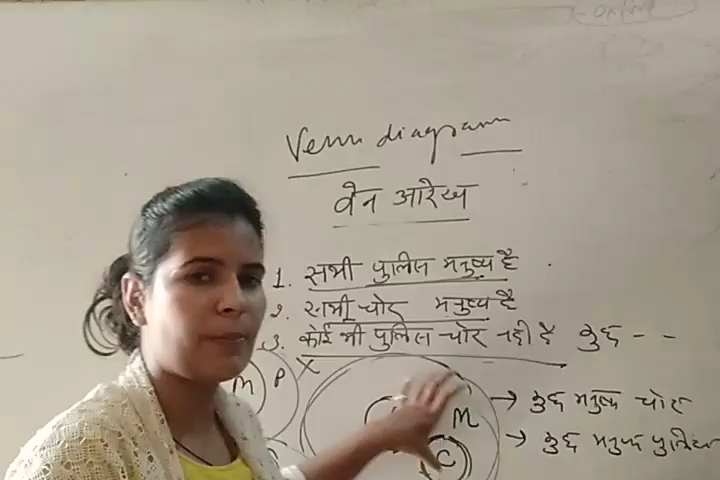 Venn diagram
वेन आरेख
1. सभी पुलिस मनुष्य है
2. सभी चोर मनुष्य है
3. कोई भी पुलिस चोर नही है कुछ - -
M P X
M
C
→ कुछ मनुष्य चोर
→ कुछ मनुष्य पुलिस